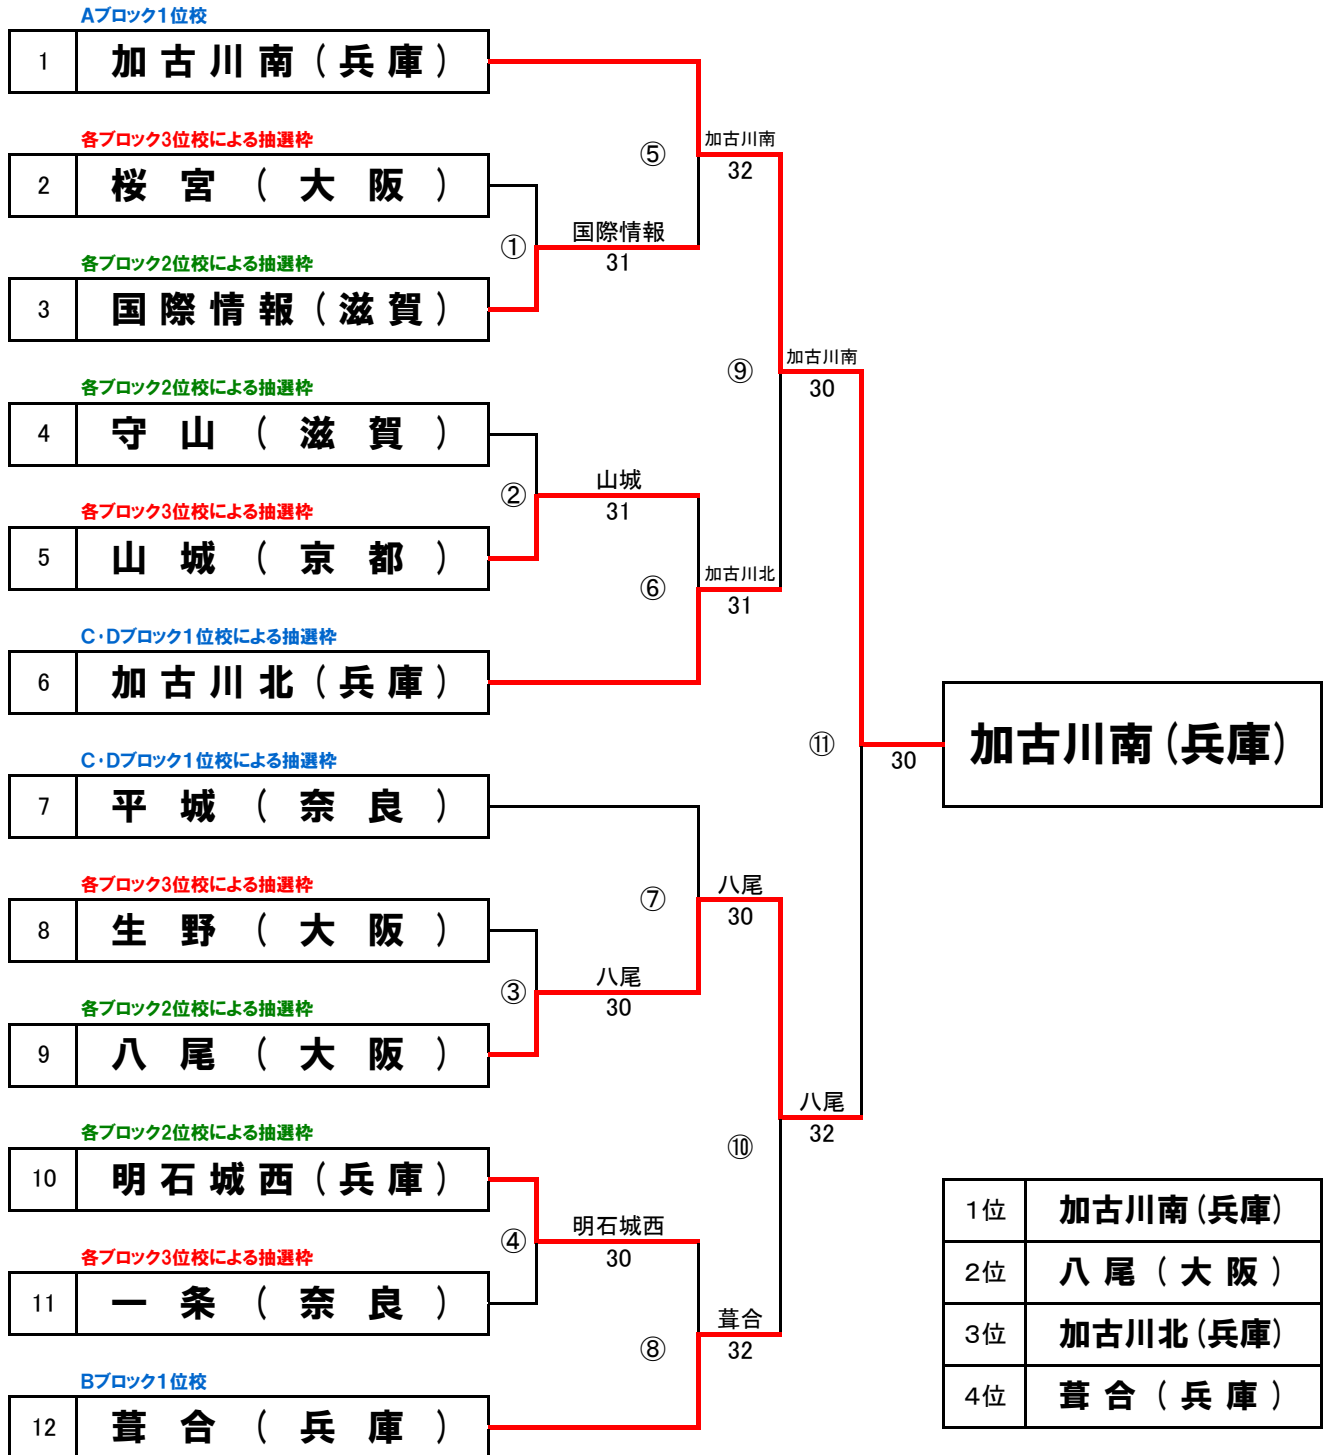 Aブロック1位校
1 加古川南(兵庫)
各ブロック3位校による抽選枠
2 桜宮(大阪)
各ブロック2位校による抽選枠
3 国際情報(滋賀)
各ブロック2位校による抽選枠
4 守山(滋賀)
各ブロック3位校による抽選枠
5 山城(京都)
C・Dブロック1位校による抽選枠
6 加古川北(兵庫)
C・Dブロック1位校による抽選枠
7 平城(奈良)
各ブロック3位校による抽選枠
8 生野(大阪)
各ブロック2位校による抽選枠
9 八尾(大阪)
各ブロック2位校による抽選枠
10 明石城西(兵庫)
各ブロック3位校による抽選枠
11 一条(奈良)
Bブロック1位校
12 葺合(兵庫)
①
国際情報
31
②
山城
31
③
八尾
30
④
明石城西
30
⑤
加古川南
32
⑥
加古川北
31
⑦
八尾
30
⑧
葺合
32
⑨
加古川南
30
⑩
八尾
32
⑪
30
加古川南(兵庫)
1位 加古川南(兵庫)
2位 八尾(大阪)
3位 加古川北(兵庫)
4位 葺合(兵庫)